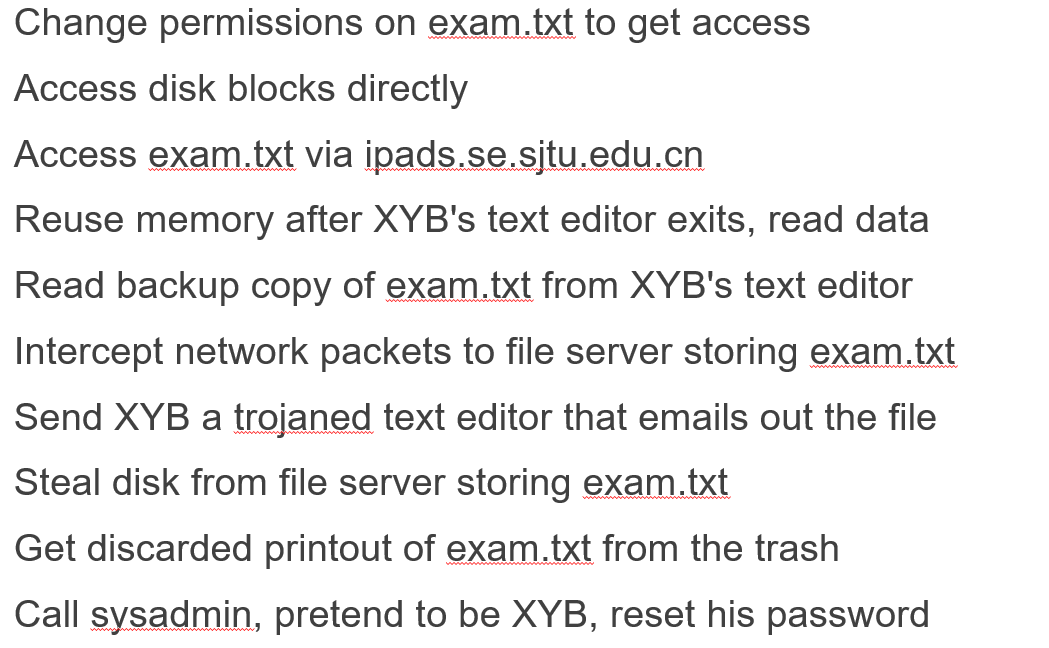 Change permissions on exam.txt to get access
Access disk blocks directly
Access exam.txt via ipads.se.sjtu.edu.cn
Reuse memory after XYB's text editor exits, read data
Read backup copy of exam.txt from XYB's text editor
Intercept network packets to file server storing exam.txt
Send XYB a trojaned text editor that emails out the file
Steal disk from file server storing exam.txt
Get discarded printout of exam.txt from the trash
Call sysadmin, pretend to be XYB, reset his password